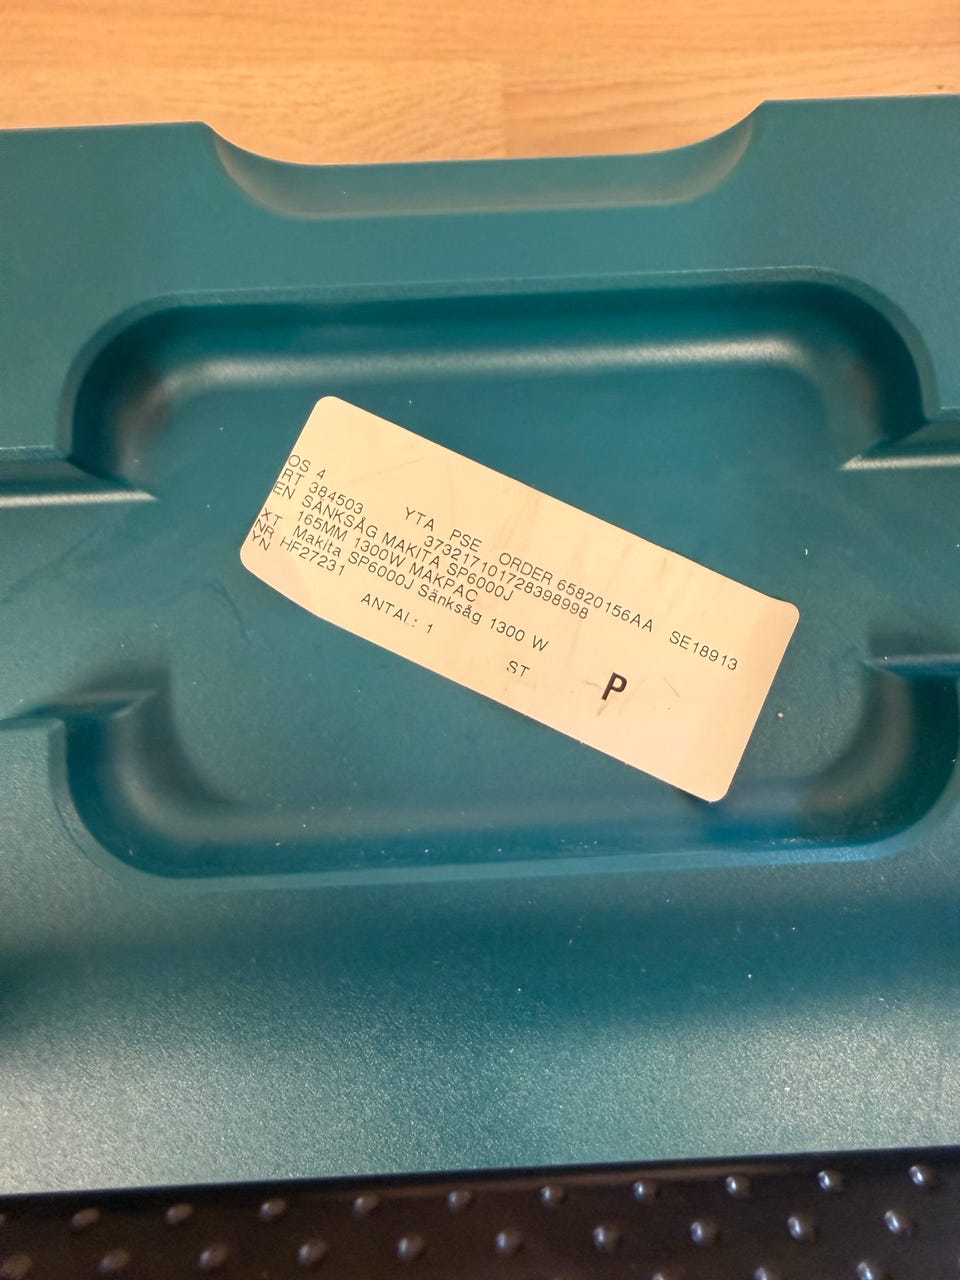 OS 4 YTA PSE ORDER 65820156AA SE18913
RT 384503 373217101728398998
EN SÄNKSÅG MAKITA SP6000J
165MM 1300W MAKPAC
XT Makita SP6000J Sänksåg 1300 W
NR HF27231
YN
ANTAL: 1
ST P